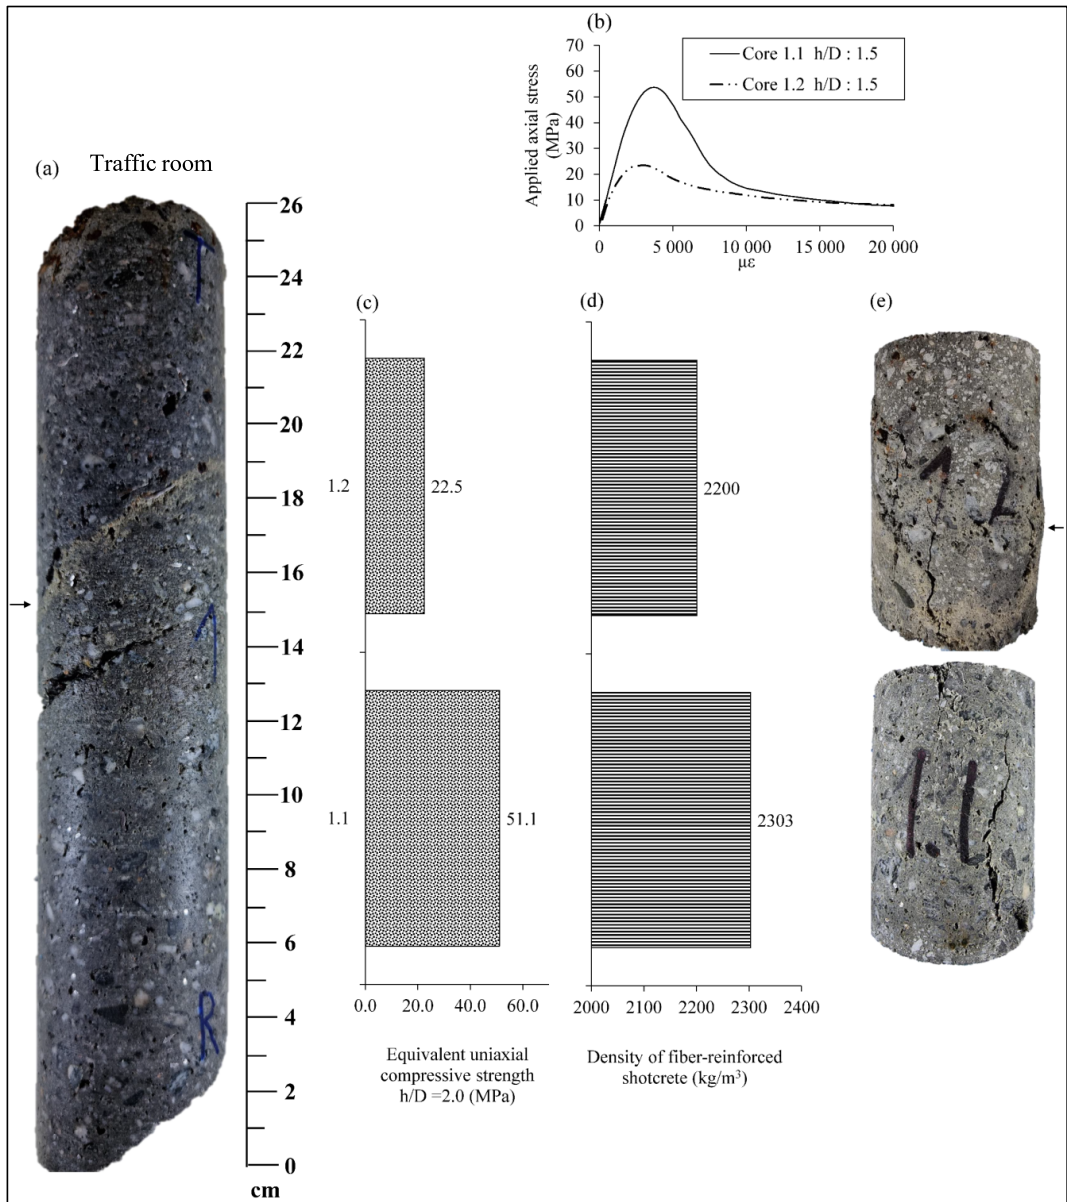 (b)
70
60
50
40
30
20
10
0
Applied axial stress
(MPa)
Core 1.1 h/D : 1.5
Core 1.2 h/D : 1.5
0
5 000
10 000
15 000
20 000
με
(a)
Traffic room
T
1
R
26
24
22
20
18
16
14
12
10
8
6
4
2
0
cm
(c)
1.2
22.5
1.1
51.1
0.0
20.0
40.0
60.0
Equivalent uniaxial
compressive strength
h/D =2.0 (MPa)
(d)
2200
2303
2000
2100
2200
2300
2400
Density of fiber-reinforced
shotcrete (kg/m³)
(e)
1.2
1.1